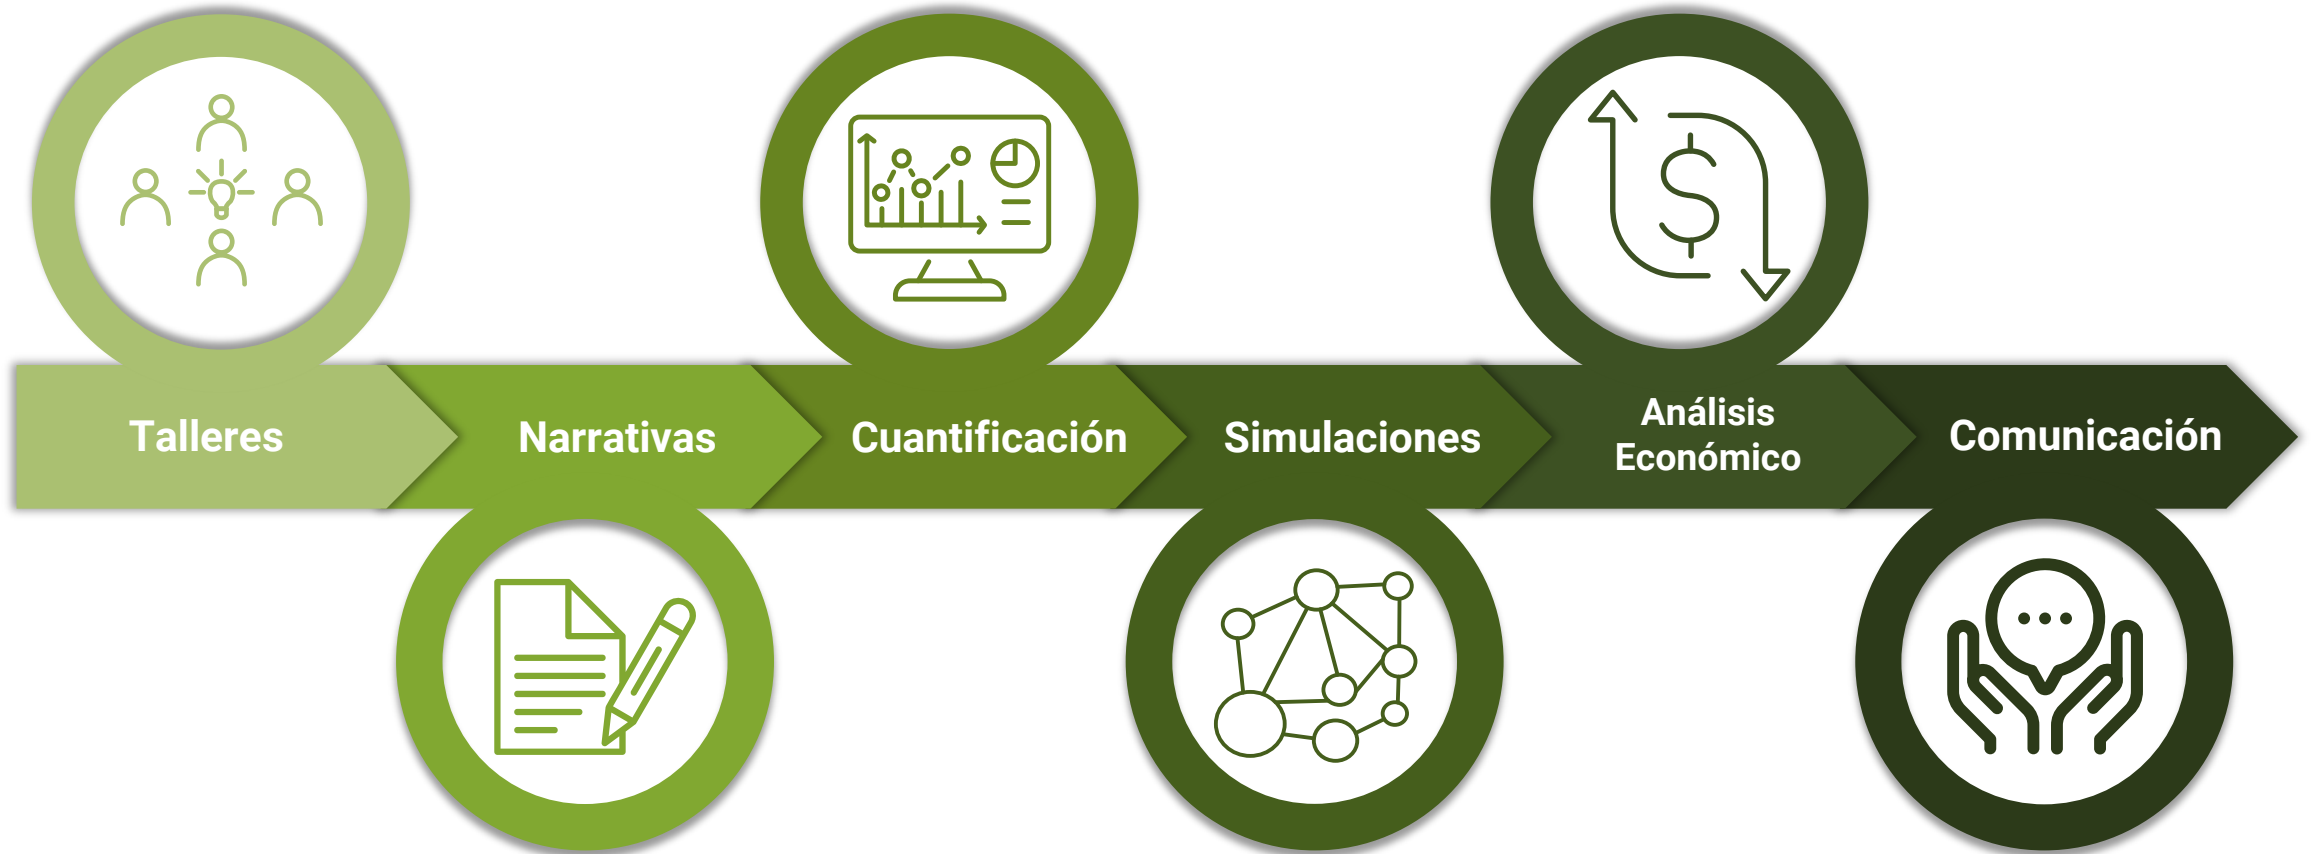 Talleres
Narrativas
Cuantificación
Simulaciones
Análisis
Económico
Comunicación